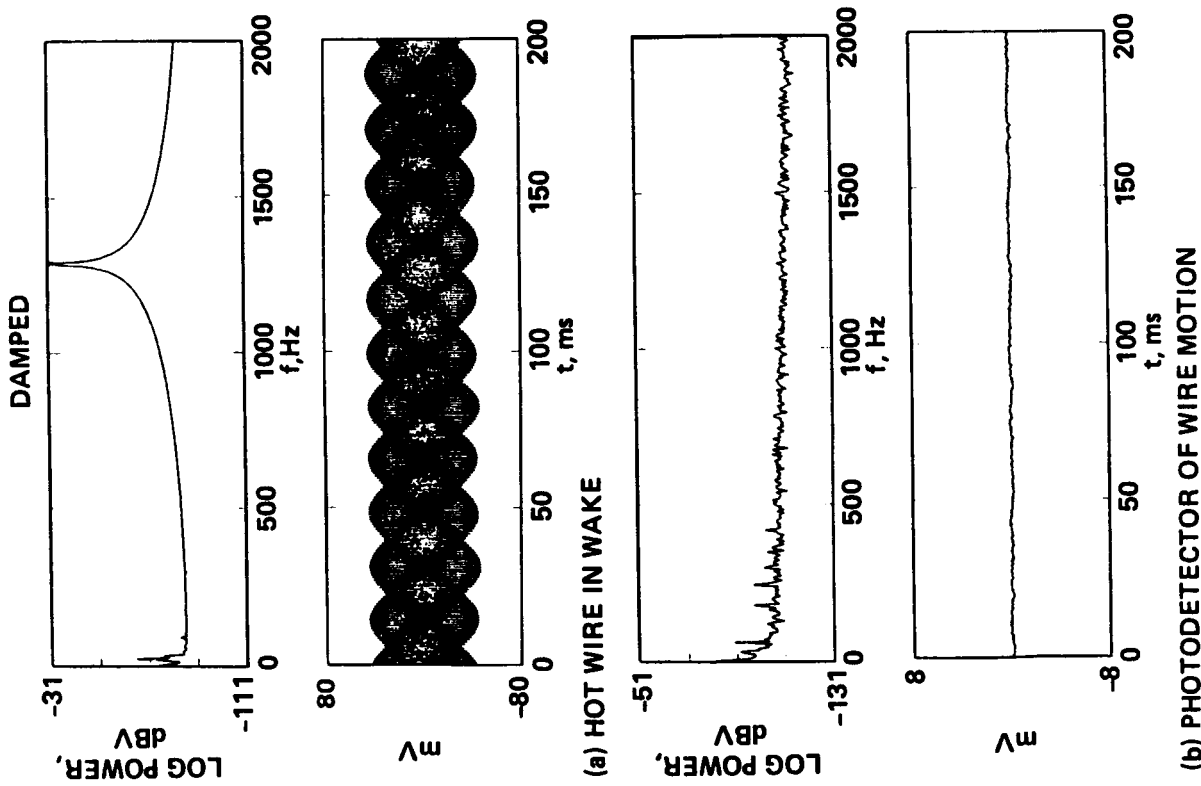 DAMPED
-31
LOG POWER,
dBV
-111
0
500
1000
1500
2000
f,Hz
80
mV
-80
0
50
100
150
200
t, ms
(a) HOT WIRE IN WAKE
-51
LOG POWER,
dBV
-131
0
500
1000
1500
2000
f, Hz
8
mV
-8
0
50
100
150
200
t, ms
(b) PHOTODETECTOR OF WIRE MOTION